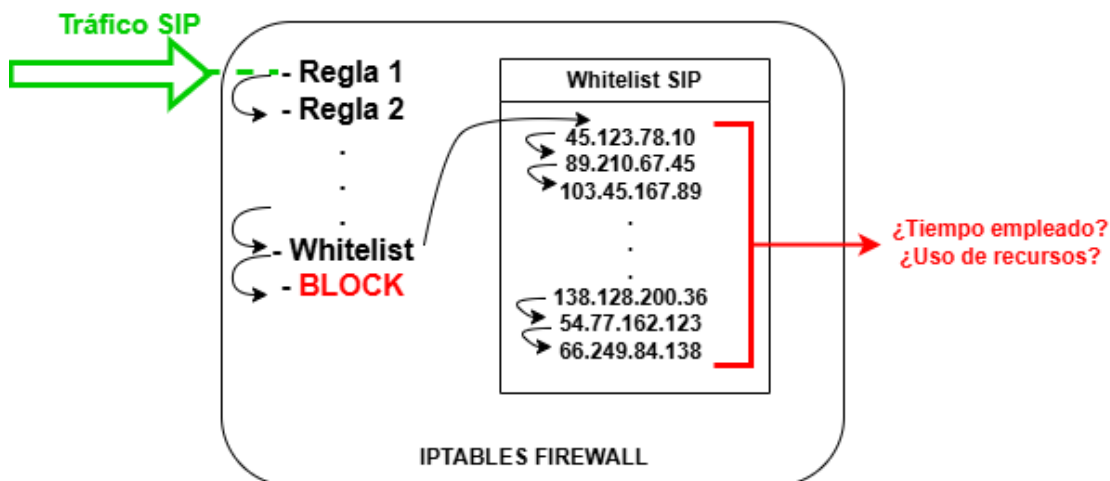 Tráfico SIP
- Regla 1
- Regla 2
.
.
.
- Whitelist
- BLOCK
Whitelist SIP
45.123.78.10
89.210.67.45
103.45.167.89
.
.
.
138.128.200.36
54.77.162.123
66.249.84.138
¿Tiempo empleado?
¿Uso de recursos?
IPTABLES FIREWALL